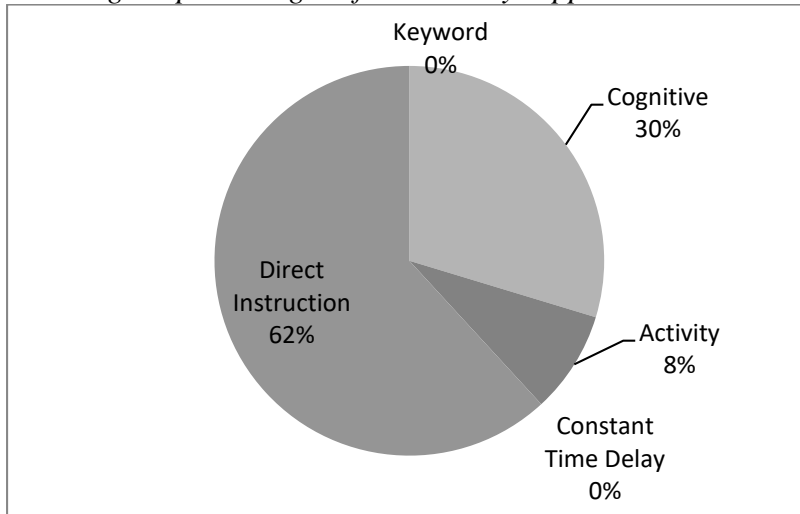 Keyword
0%
Cognitive
30%
Direct
Instruction
62%
Activity
8%
Constant
Time Delay
0%